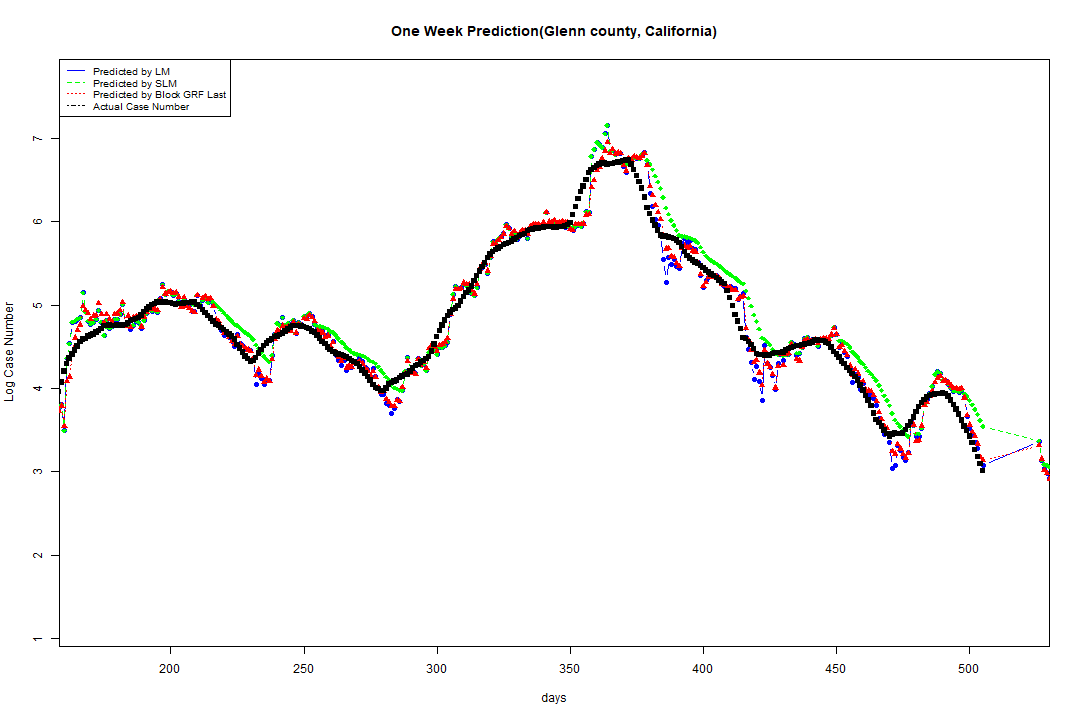 One Week Prediction(Glenn county, California)
Predicted by LM
Predicted by SLM
Predicted by Block GRF Last
Actual Case Number
Log Case Number
7
6
5
4
3
2
1
200 250 300 350 400 450 500
days